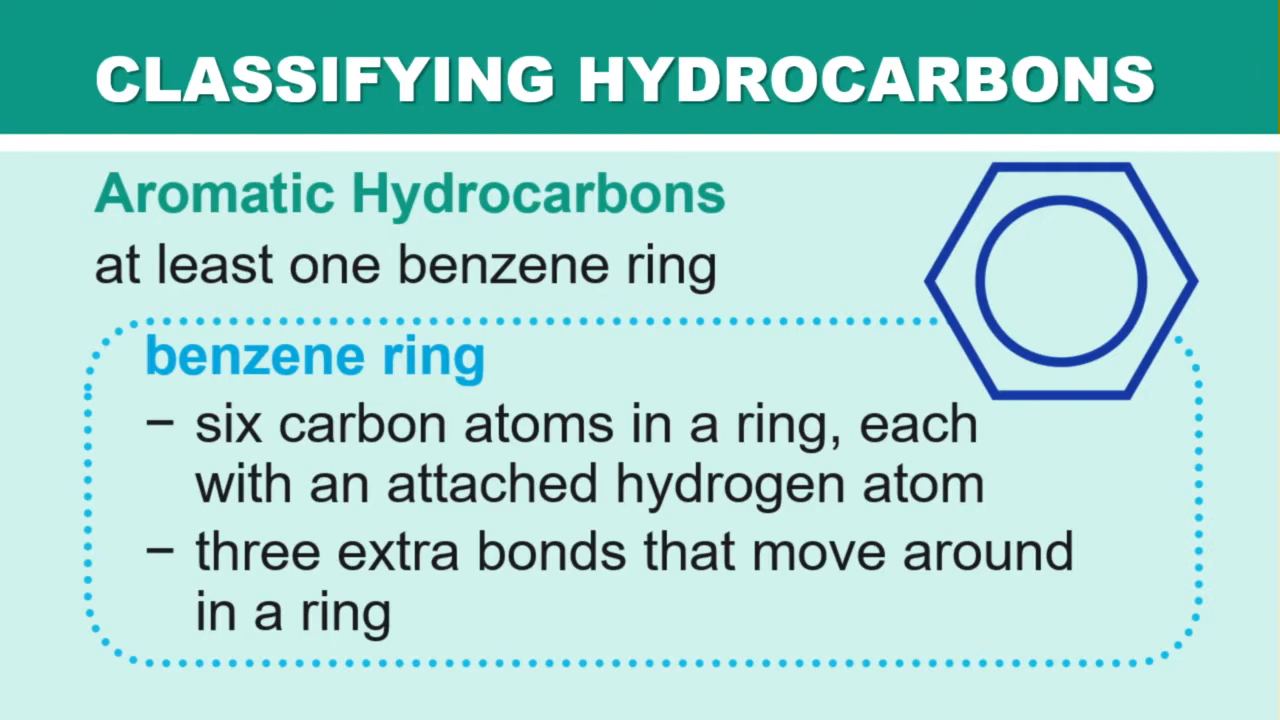 CLASSIFYING HYDROCARBONS
Aromatic Hydrocarbons
at least one benzene ring
benzene ring
– six carbon atoms in a ring, each
with an attached hydrogen atom
– three extra bonds that move around
in a ring